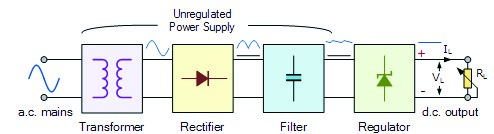 Unregulated
Power Supply
+
I_L
V_L
R_L
-
a.c. mains
d.c. output
Transformer
Rectifier
Filter
Regulator